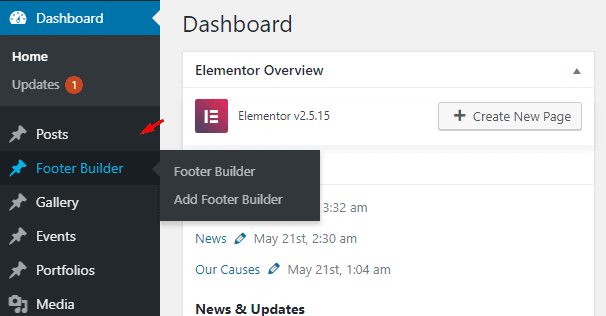 Dashboard
Home
Updates 1
Posts
Footer Builder
Gallery
Events
Portfolios
Media
Footer Builder
Add Footer Builder
Dashboard
Elementor Overview
Elementor v2.5.15
Create New Page
3:32 am
News May 21st, 2:30 am
Our Causes May 21st, 1:04 am
News & Updates